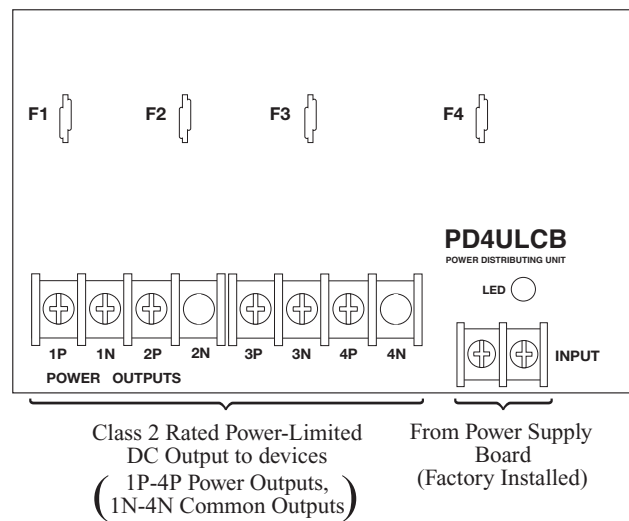 F1 F2 F3 F4
PD4ULCB
POWER DISTRIBUTING UNIT
LED
1P 1N 2P 2N 3P 3N 4P 4N
INPUT
POWER OUTPUTS
Class 2 Rated Power-Limited
DC Output to devices
(1P-4P Power Outputs,
1N-4N Common Outputs)
From Power Supply
Board
(Factory Installed)